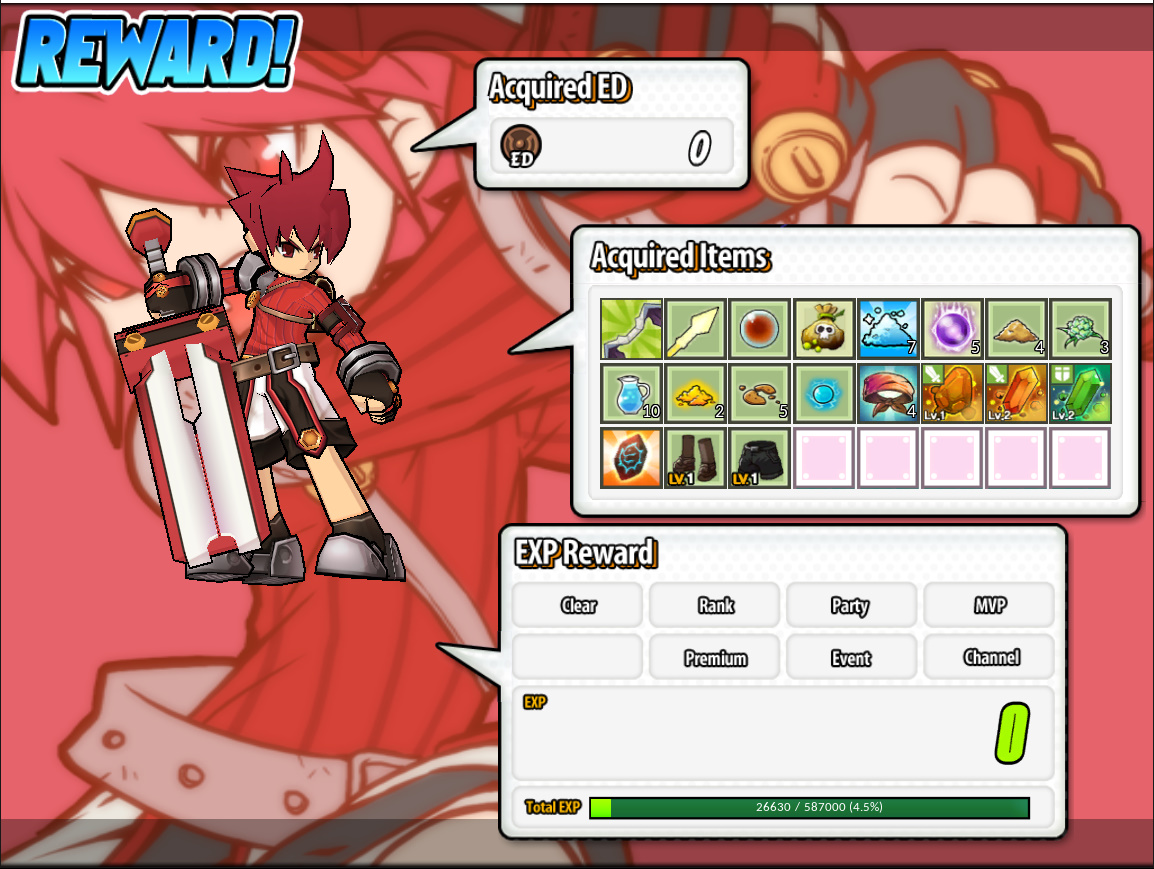 REWARD!
Acquired ED
ED 0
Acquired Items
7 5 4 3
10 2 5 4 Lv.1 Lv.2 Lv.2
LV.1 LV.1
EXP Reward
Clear Rank Party MVP
Premium Event Channel
EXP
0
Total EXP 26630 / 587000 (4.5%)